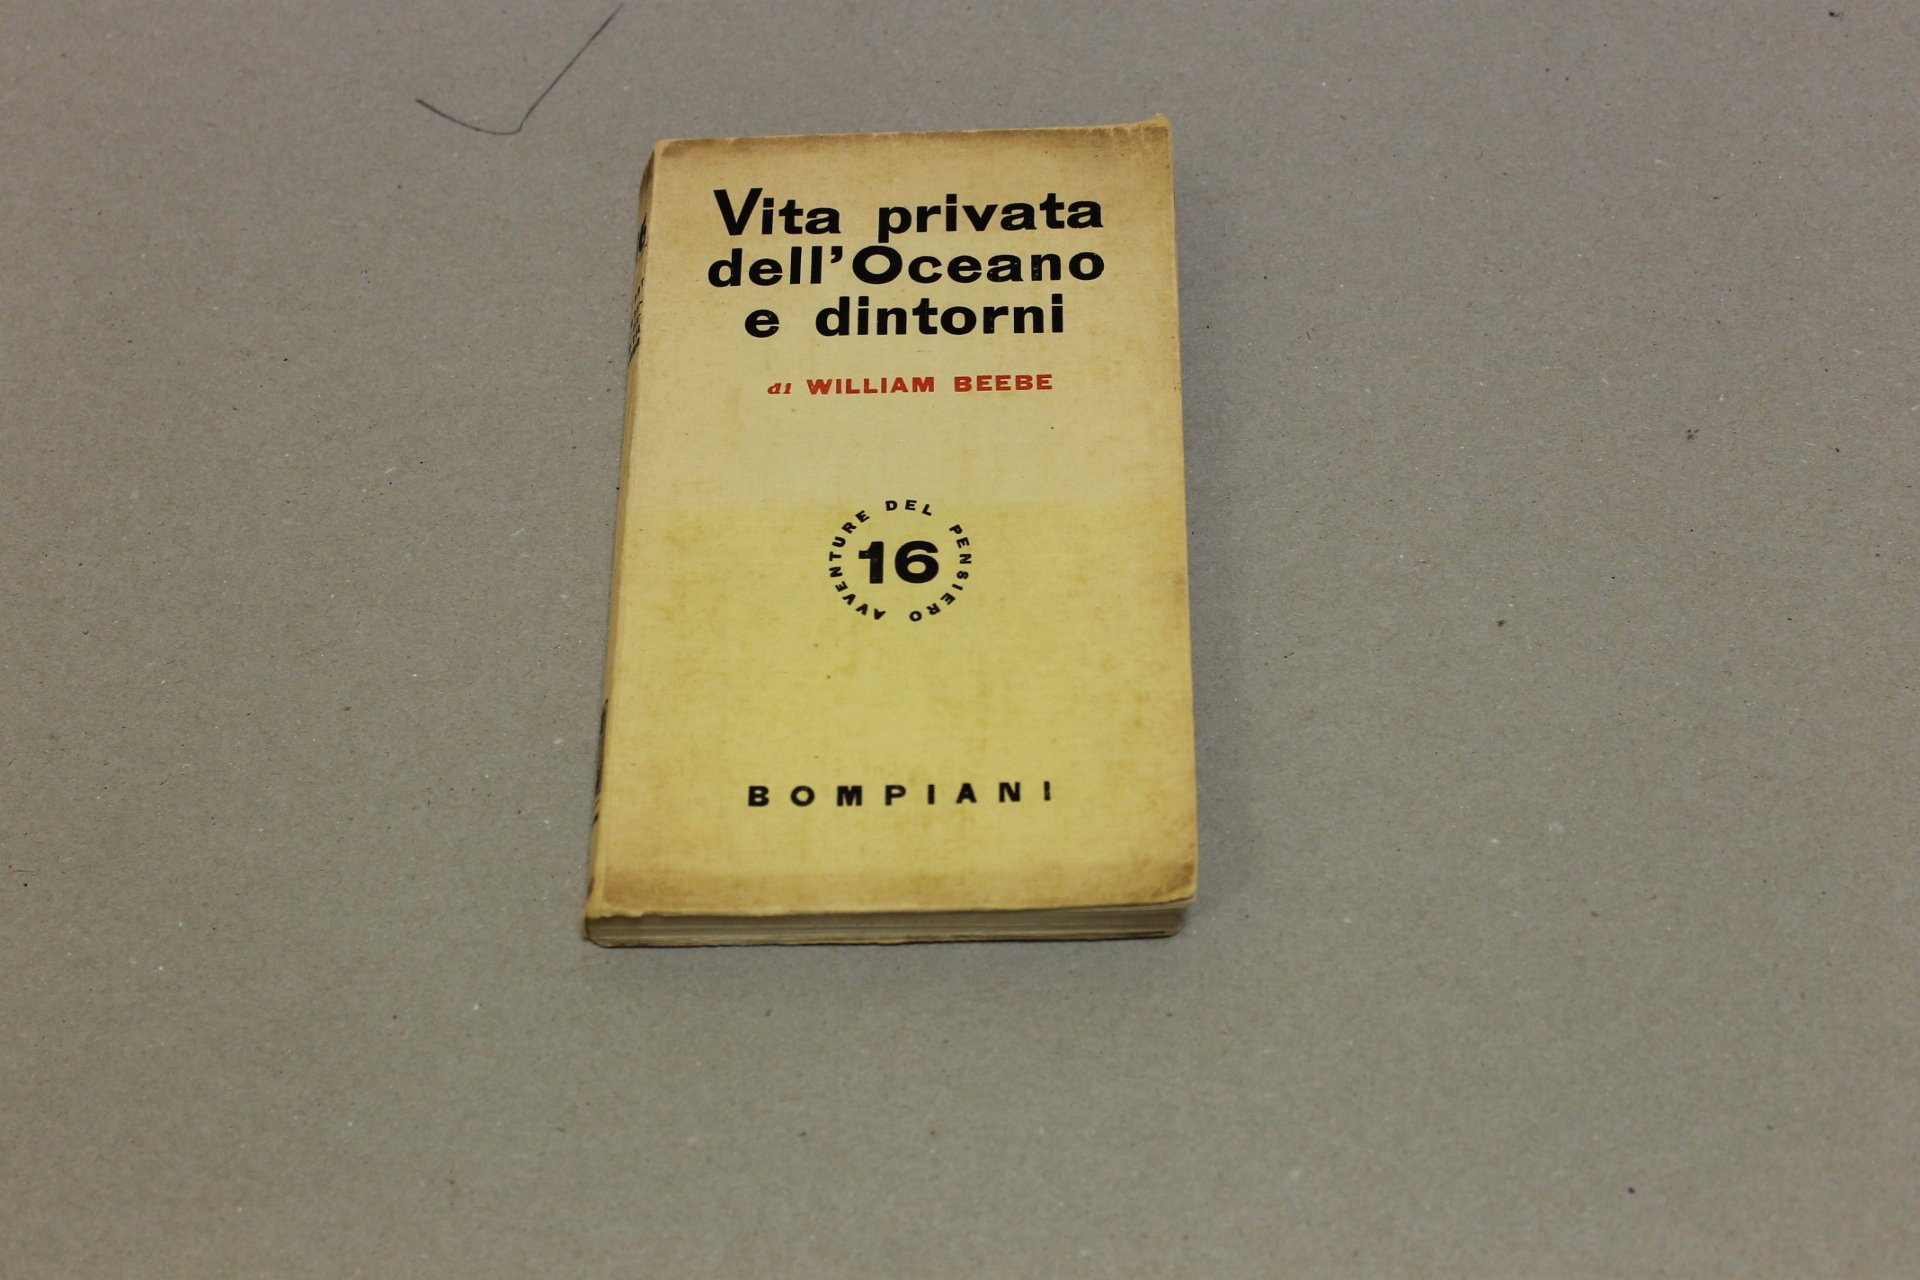 Vita privata
dell'Oceano
e dintorni
di WILLIAM BEEBE
AVVENTURE DEL PENSIERO
16
BOMPIANI